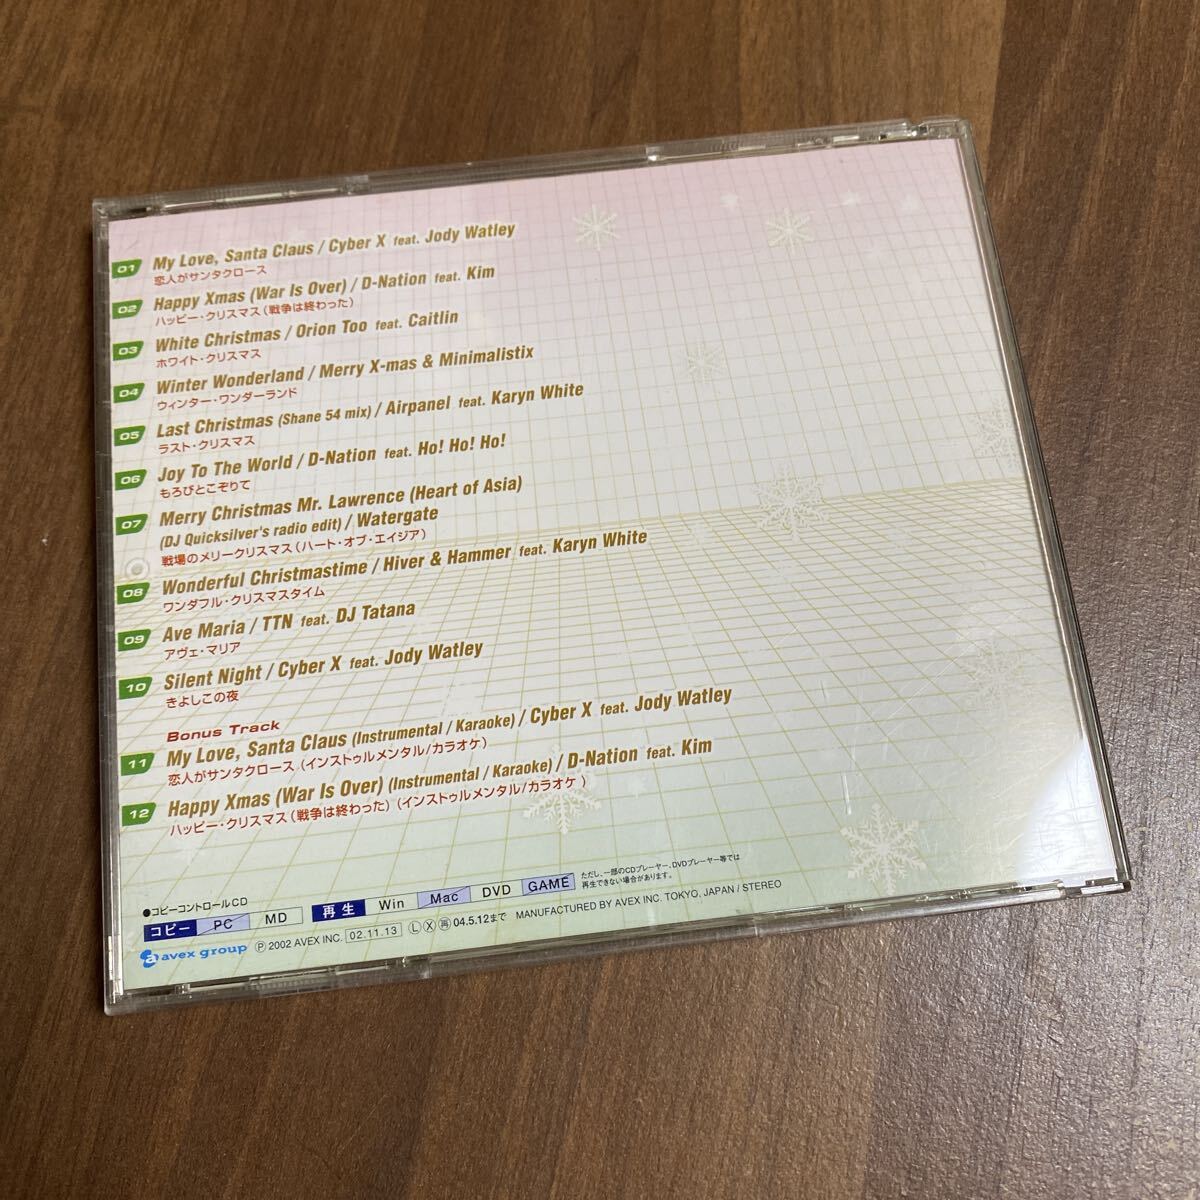 01 My Love, Santa Claus / Cyber X feat. Jody Watley
恋人がサンタクロース
02 Happy Xmas (War Is Over) / D-Nation feat. Kim
ハッピー・クリスマス(戦争は終わった)
03 White Christmas / Orion Too feat. Caitlin
ホワイト・クリスマス
04 Winter Wonderland / Merry X-mas & Minimalistix
ウィンター・ワンダーランド
05 Last Christmas (Shane 54 mix) / Airpanel feat. Karyn White
ラスト・クリスマス
06 Joy To The World / D-Nation feat. Ho! Ho! Ho!
もろびとこぞりて
07 Merry Christmas Mr. Lawrence (Heart of Asia)
(DJ Quicksilver's radio edit) / Watergate
戦場のメリークリスマス(ハート・オブ・エイジア)
08 Wonderful Christmastime / Hiver & Hammer feat. Karyn White
ワンダフル・クリスマスタイム
09 Ave Maria / TTN feat. DJ Tatana
アヴェ・マリア
10 Silent Night / Cyber X feat. Jody Watley
きよしこの夜
Bonus Track
11 My Love, Santa Claus (Instrumental / Karaoke) / Cyber X feat. Jody Watley
恋人がサンタクロース (インストゥルメンタル/カラオケ)
12 Happy Xmas (War Is Over) (Instrumental / Karaoke) / D-Nation feat. Kim
ハッピー・クリスマス(戦争は終わった)(インストゥルメンタル/カラオケ )
●コピーコントロールCD
コピー PC MD 再生 Win Mac DVD GAME
ただし、一部のCDプレーヤー、DVDプレーヤー等では
再生できない場合があります。
avex group Ⓟ 2002 AVEX INC. 02.11.13 Ⓛ Ⓧ ㊞04.5.12まで MANUFACTURED BY AVEX INC. TOKYO, JAPAN / STEREO